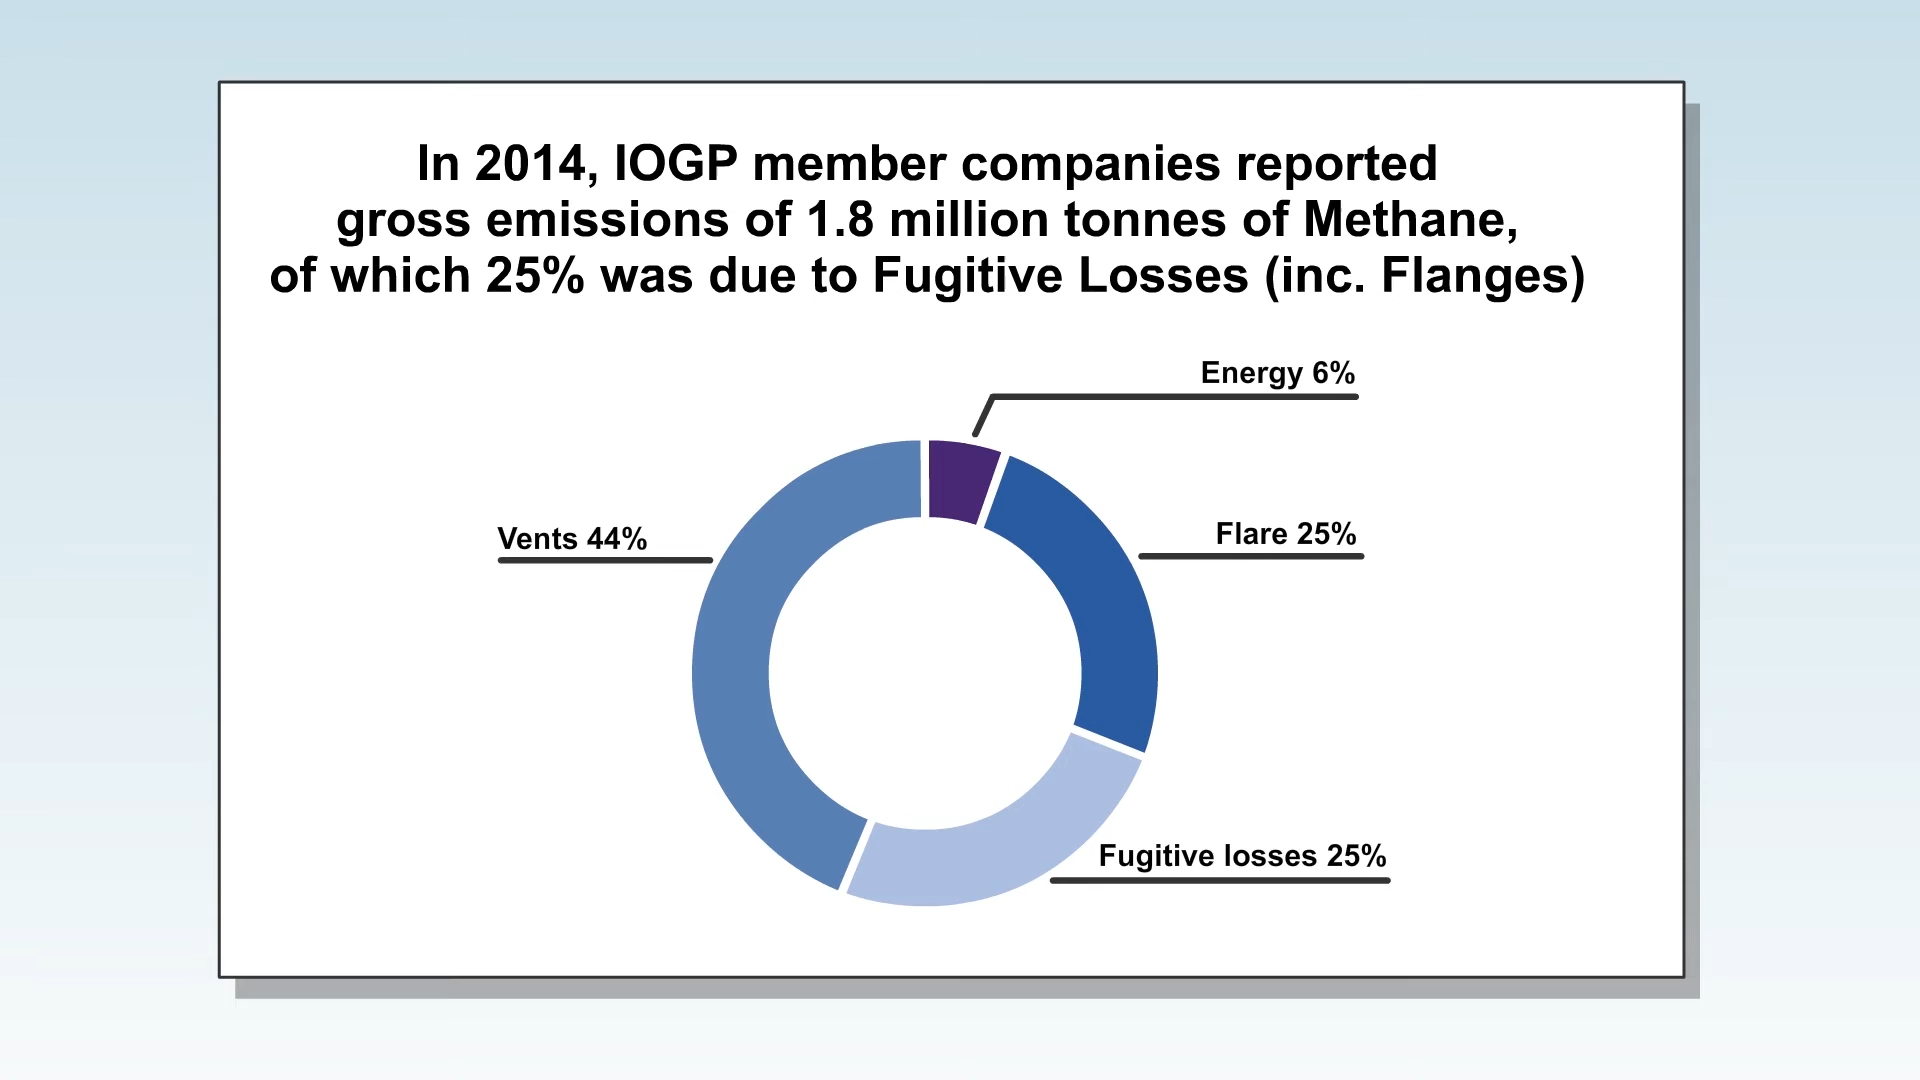 In 2014, IOGP member companies reported
gross emissions of 1.8 million tonnes of Methane,
of which 25% was due to Fugitive Losses (inc. Flanges)
Energy 6%
Flare 25%
Vents 44%
Fugitive losses 25%